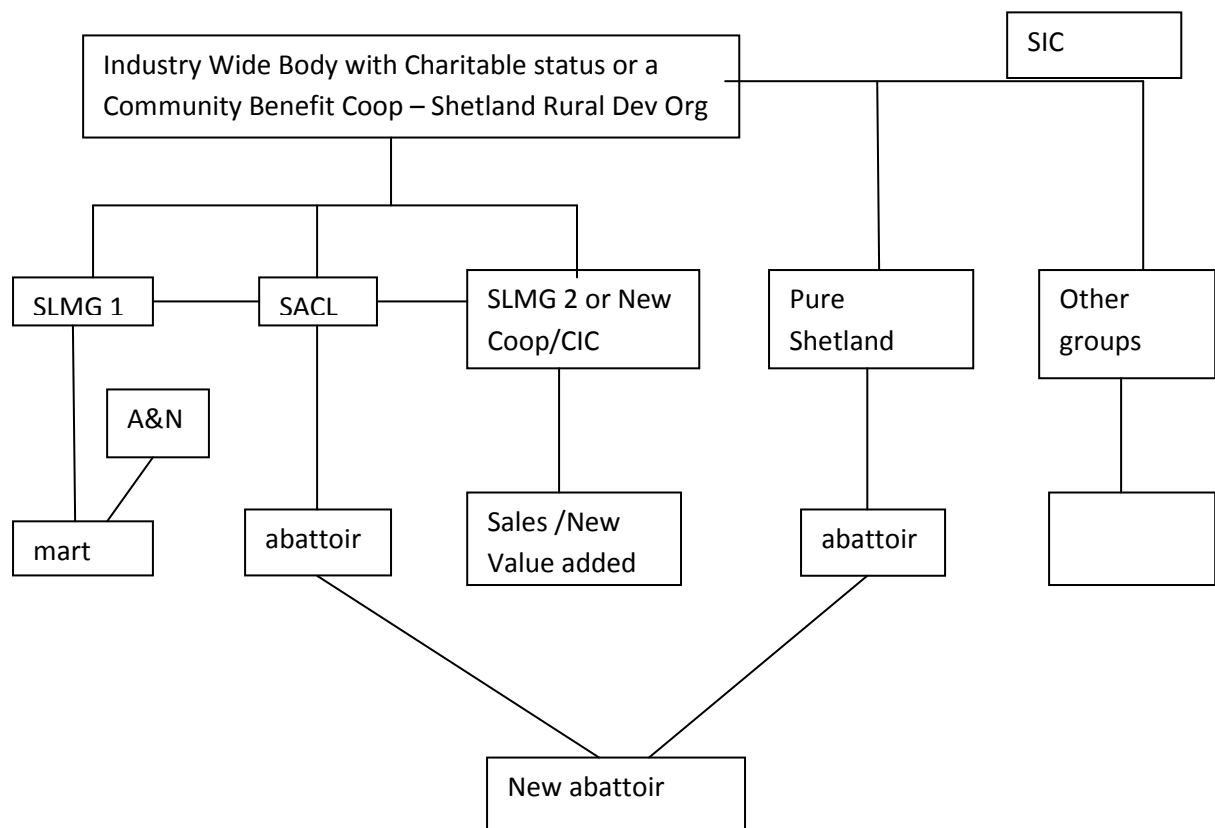 SIC
Industry Wide Body with Charitable status or a
Community Benefit Coop – Shetland Rural Dev Org
SLMG 1
SACL
SLMG 2 or New
Coop/CIC
Pure
Shetland
Other
groups
A&N
mart
abattoir
Sales /New
Value added
abattoir
New abattoir